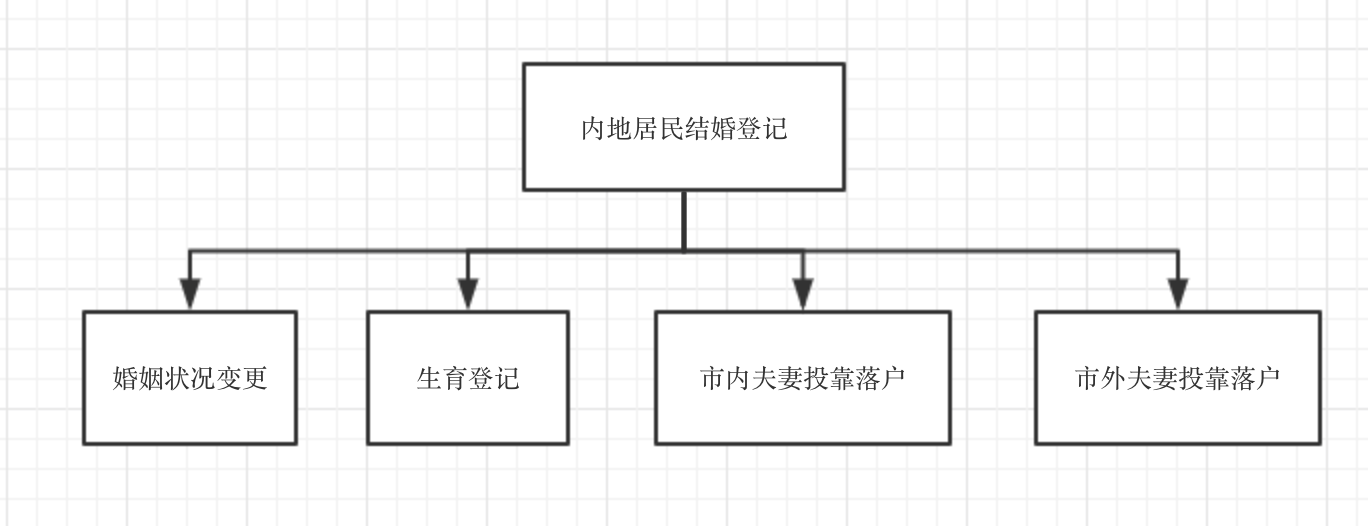 内地居民结婚登记
婚姻状况变更
生育登记
市内夫妻投靠落户
市外夫妻投靠落户